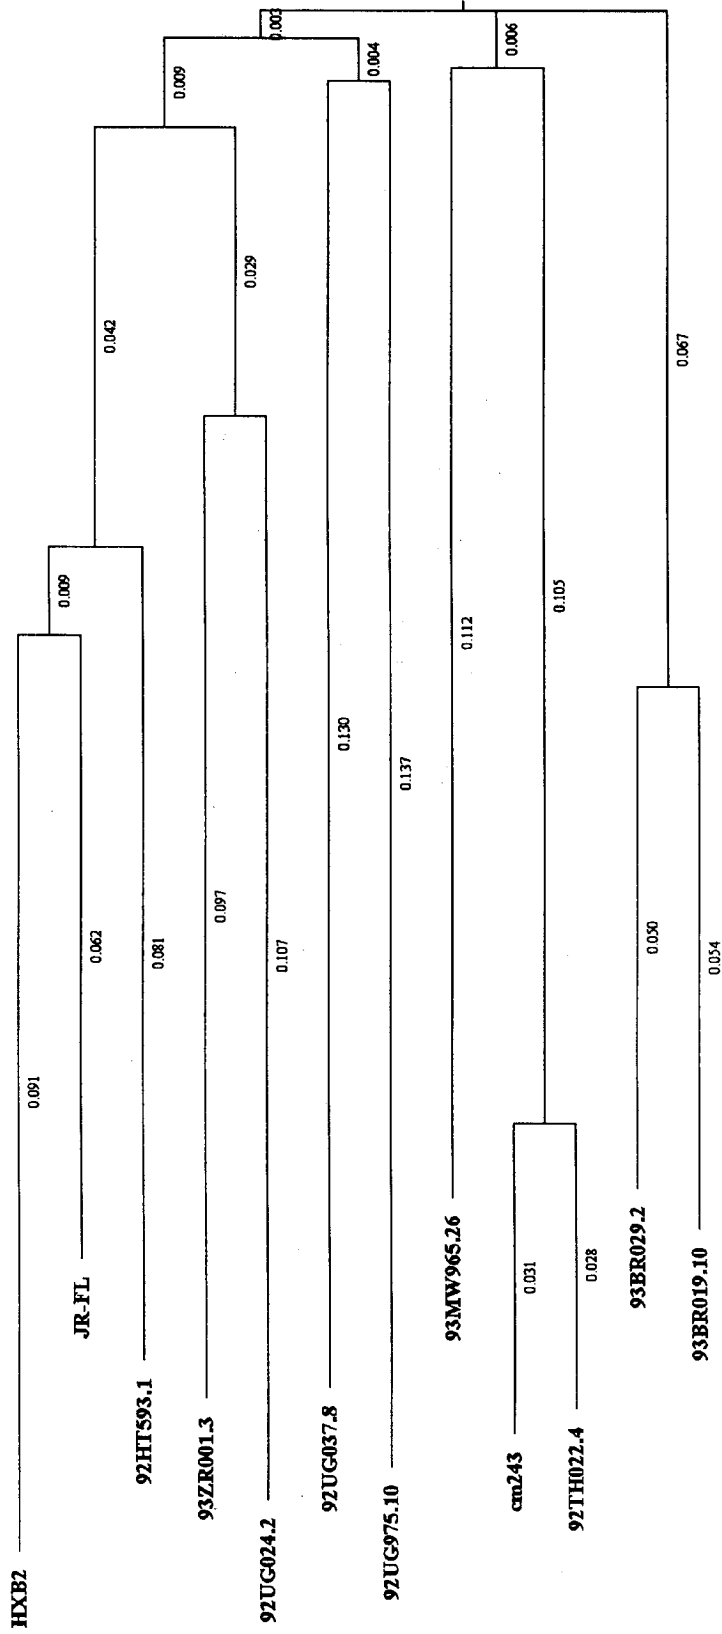 HXB2
0.091
0.009
JR-FL
0.062
0.042
92HT593.1
0.081
0.009
93ZR001.3
0.097
0.029
92UG024.2
0.107
0.003
92UG037.8
0.130
0.004
92UG975.10
0.137
93MW965.26
0.112
0.006
cm243
0.031
0.105
92TH022.4
0.028
93BR029.2
0.050
0.067
93BR019.10
0.054